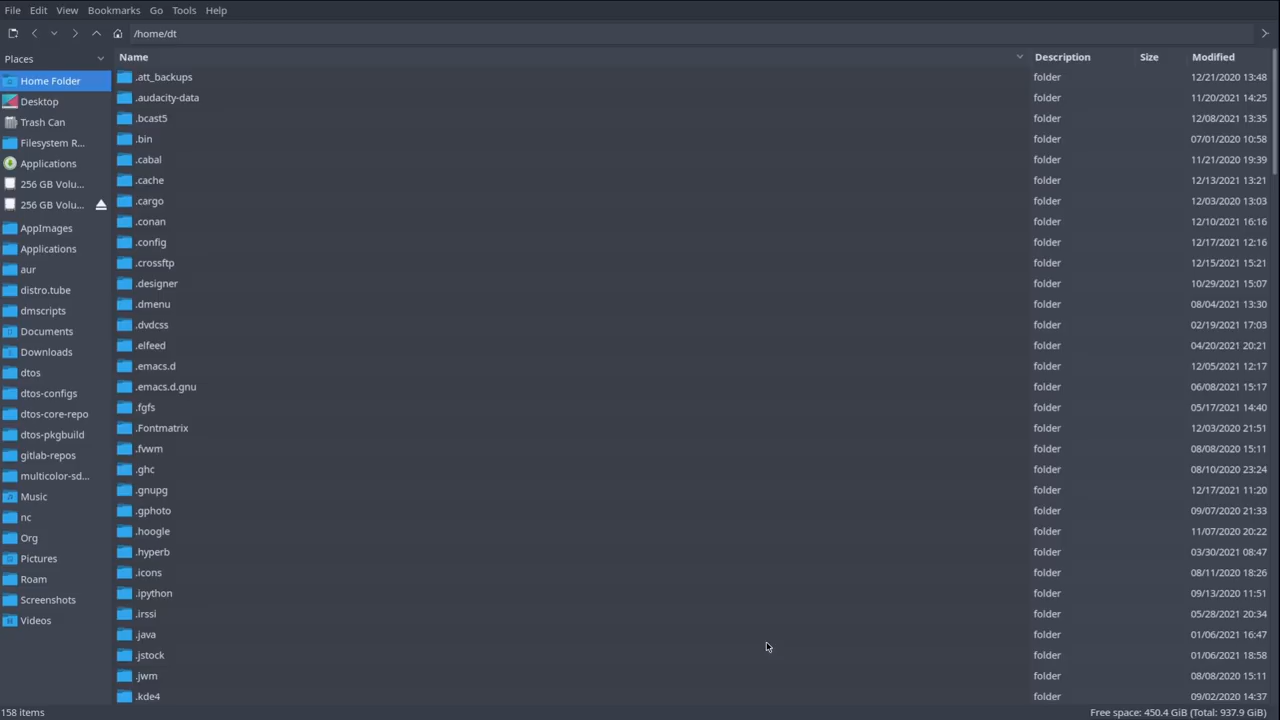 File Edit View Bookmarks Go Tools Help
/home/dt
Places
Home Folder
Desktop
Trash Can
Filesystem R...
Applications
256 GB Volu...
256 GB Volu...
AppImages
Applications
aur
distro.tube
dmscripts
Documents
Downloads
dtos
dtos-configs
dtos-core-repo
dtos-pkgbuild
gitlab-repos
multicolor-sd...
Music
nc
Org
Pictures
Roam
Screenshots
Videos
Name Description Size Modified
.att_backups folder 12/21/2020 13:48
.audacity-data folder 11/20/2021 14:25
.bcast5 folder 12/08/2021 13:35
.bin folder 07/01/2020 10:58
.cabal folder 11/21/2020 19:39
.cache folder 12/13/2021 13:21
.cargo folder 12/03/2020 13:03
.conan folder 12/10/2021 16:16
.config folder 12/17/2021 12:16
.crossftp folder 12/15/2021 15:21
.designer folder 10/29/2021 15:07
.dmenu folder 08/04/2021 13:30
.dvdcss folder 02/19/2021 17:03
.elfeed folder 04/20/2021 20:21
.emacs.d folder 12/05/2021 12:17
.emacs.d.gnu folder 06/08/2021 15:17
.fgfs folder 05/17/2021 14:40
.Fontmatrix folder 12/03/2020 21:51
.fvwm folder 08/08/2020 15:11
.ghc folder 08/10/2020 23:24
.gnupg folder 12/17/2021 11:20
.gphoto folder 09/07/2020 21:33
.hoogle folder 11/07/2020 20:22
.hyperb folder 03/30/2021 08:47
.icons folder 08/11/2020 18:26
.ipython folder 09/13/2020 11:51
.irssi folder 05/28/2021 20:34
.java folder 01/06/2021 16:47
.jstock folder 01/06/2021 18:58
.jwm folder 08/08/2020 15:11
.kde4 folder 09/02/2020 14:37
158 items Free space: 450.4 GiB (Total: 937.9 GiB)